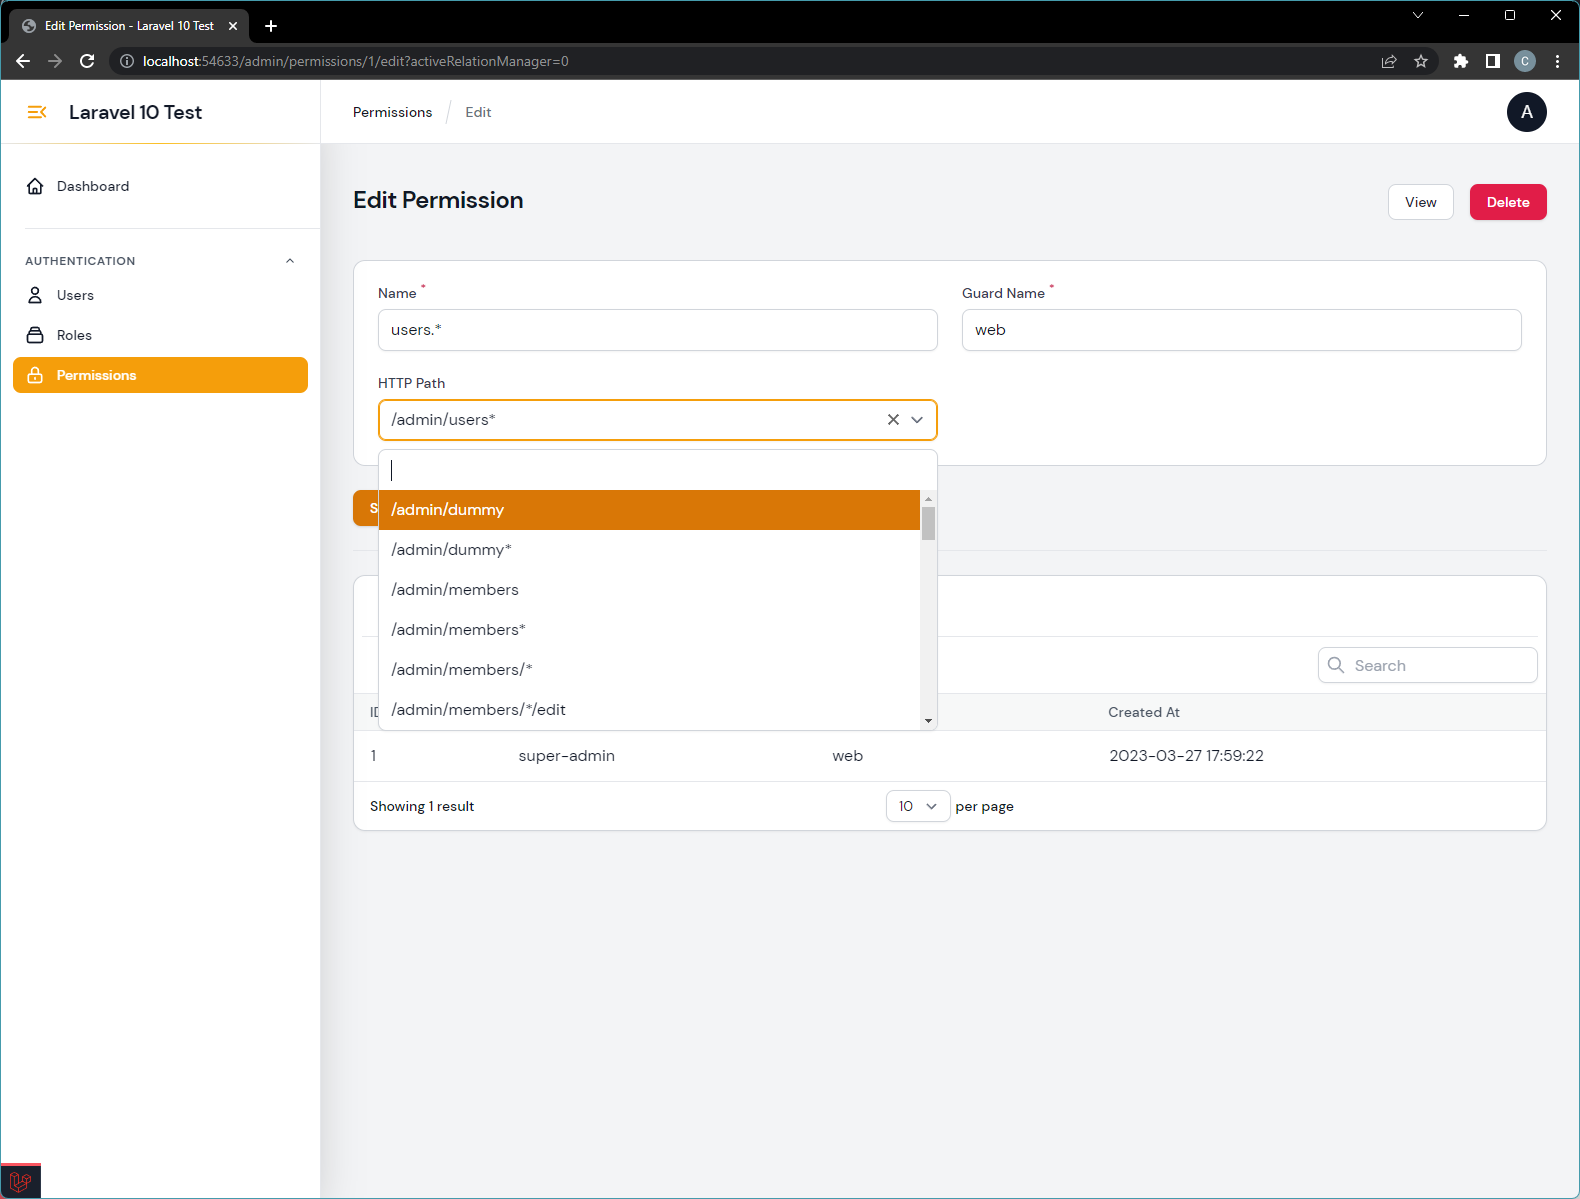 Edit Permission - Laravel 10 Test
localhost:54633/admin/permissions/1/edit?activeRelationManager=0
C
Laravel 10 Test
Permissions / Edit
A
Dashboard
AUTHENTICATION
Users
Roles
Permissions
Edit Permission
View
Delete
Name *
Guard Name *
users.*
web
HTTP Path
/admin/users*
S
/admin/dummy
/admin/dummy*
/admin/members
/admin/members*
/admin/members/*
/admin/members/*/edit
Search
ID
Created At
1 super-admin web 2023-03-27 17:59:22
Showing 1 result
10 per page